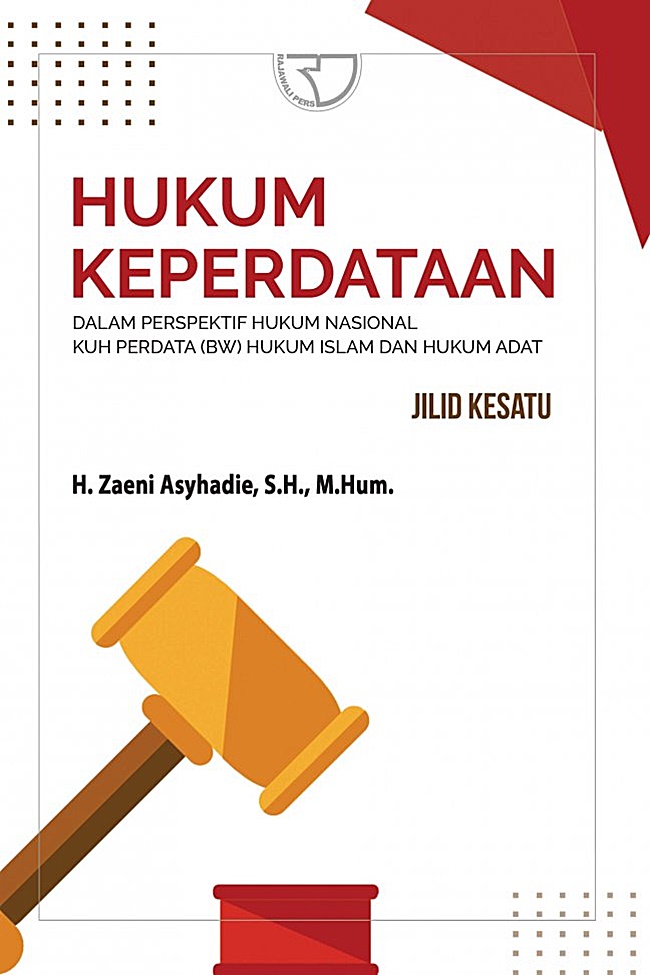 RAJAWALI PERS
HUKUM
KEPERDATAAN
DALAM PERSPEKTIF HUKUM NASIONAL
KUH PERDATA (BW) HUKUM ISLAM DAN HUKUM ADAT
JILID KESATU
H. Zaeni Asyhadie, S.H., M.Hum.